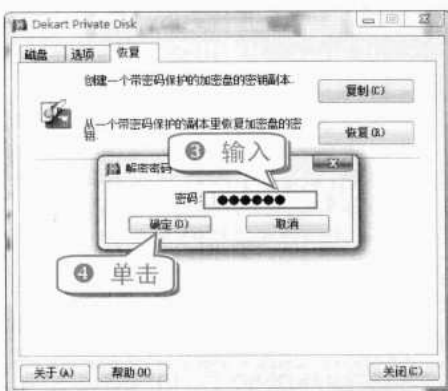 Dekart Private Disk
磁盘 选项 恢复
创建一个带密码保护的加密盘的密钥副本.
复制(C)
从一个带密码保护的副本里恢复加密盘的密
钥.
恢复(R)
❸ 输入
解密密码
密码: ●●●●●●
确定(O) 取消
❹ 单击
关于(A) 帮助(H) 关闭(C)